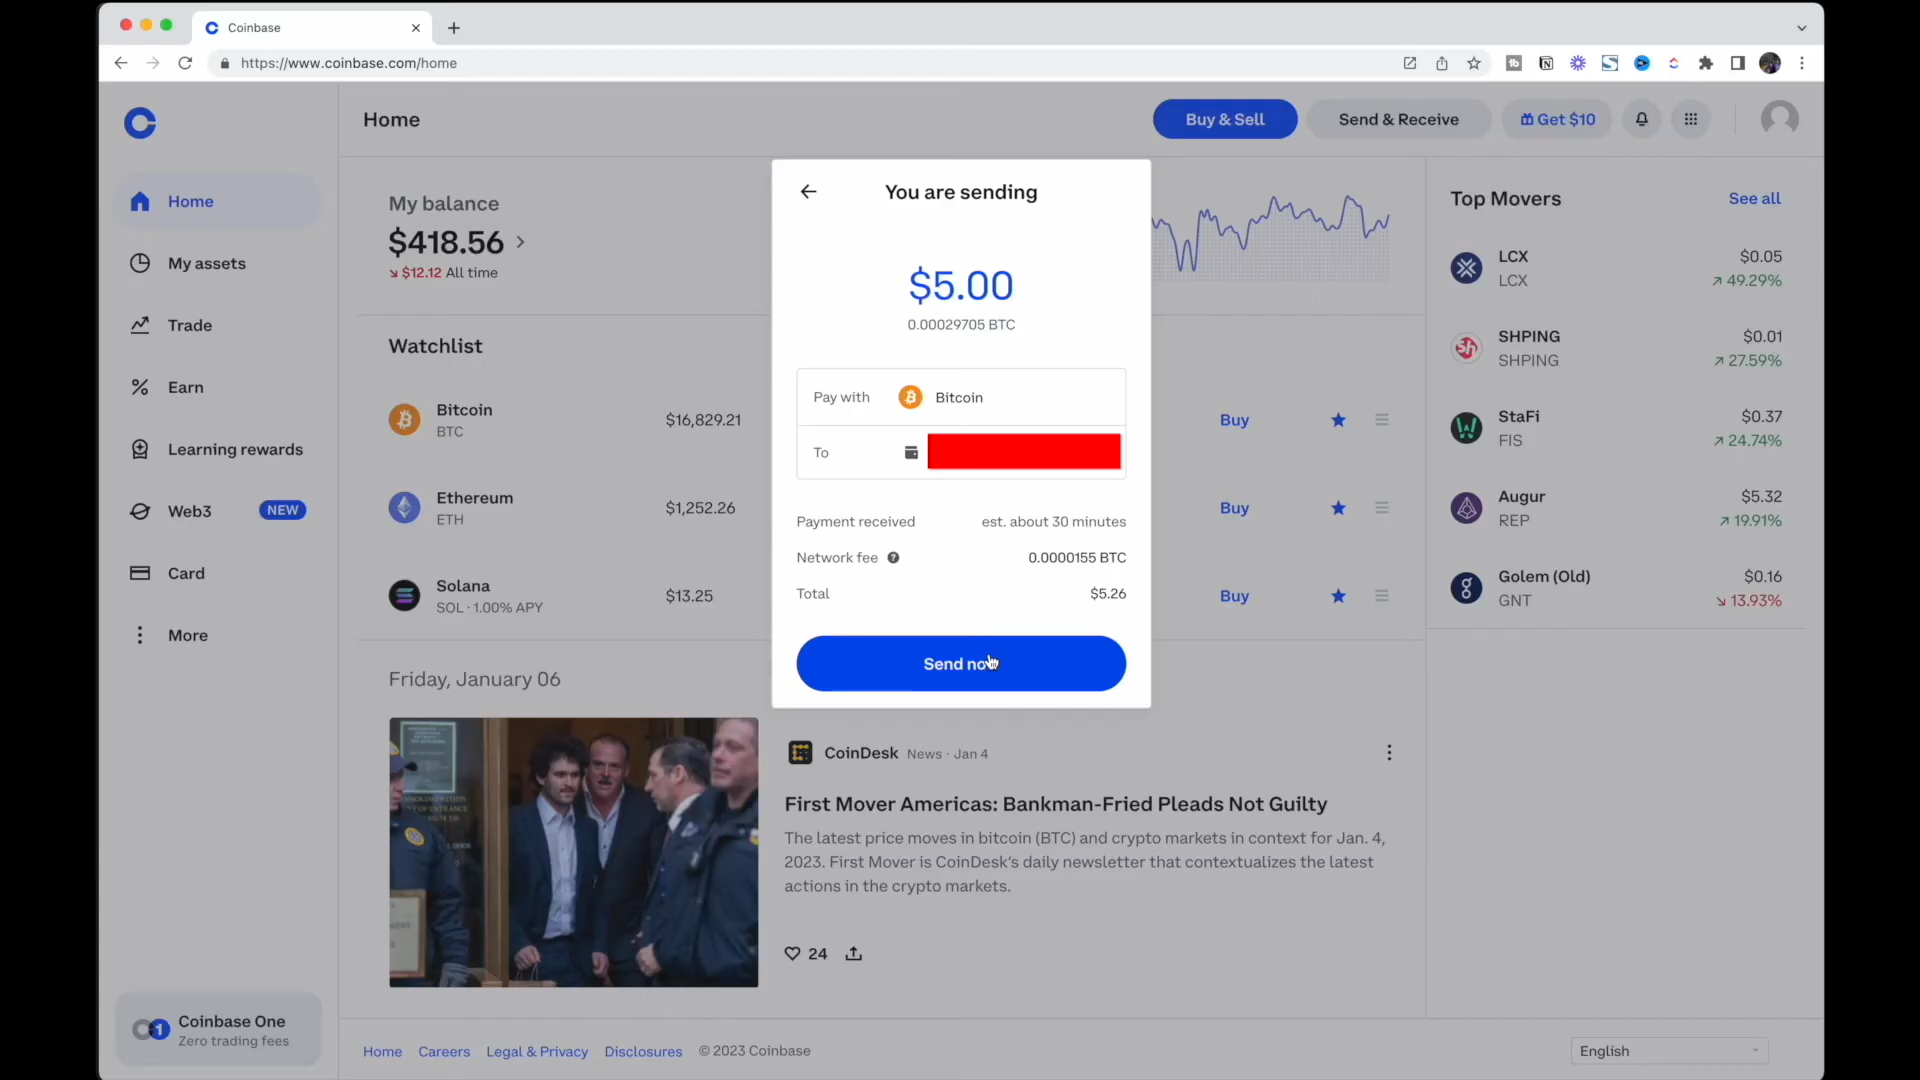 Coinbase
https://www.coinbase.com/home
Home
Buy & Sell
Send & Receive
Get $10
Home
My assets
Trade
Earn
Learning rewards
Web3 NEW
Card
More
Coinbase One
Zero trading fees
My balance
$418.56
$12.12 All time
Watchlist
Bitcoin
BTC
$16,829.21
Buy
Ethereum
ETH
$1,252.26
Buy
Solana
SOL · 1.00% APY
$13.25
Buy
You are sending
$5.00
0.00029705 BTC
Pay with Bitcoin
To
Payment received est. about 30 minutes
Network fee 0.0000155 BTC
Total $5.26
Send now
Top Movers See all
LCX $0.05
LCX 49.29%
SHPING $0.01
SHPING 27.59%
StaFi $0.37
FIS 24.74%
Augur $5.32
REP 19.91%
Golem (Old) $0.16
GNT 13.93%
Friday, January 06
CoinDesk News · Jan 4
First Mover Americas: Bankman-Fried Pleads Not Guilty
The latest price moves in bitcoin (BTC) and crypto markets in context for Jan. 4,
2023. First Mover is CoinDesk's daily newsletter that contextualizes the latest
actions in the crypto markets.
24
Home Careers Legal & Privacy Disclosures © 2023 Coinbase
English